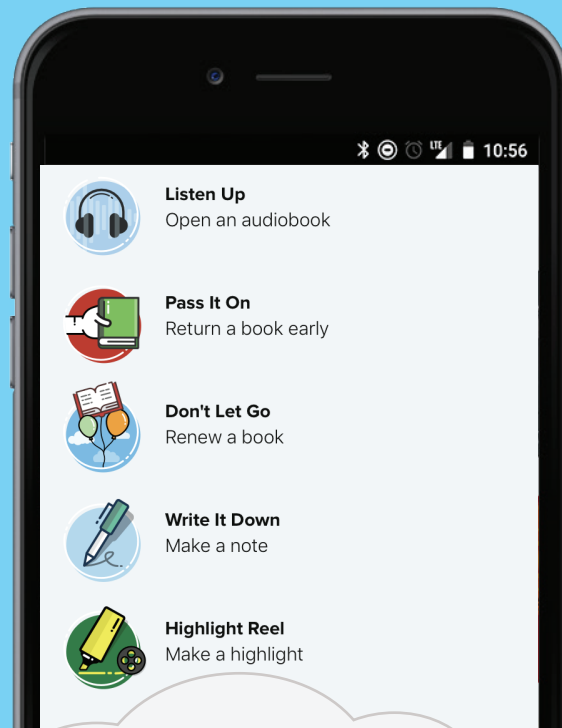 LTE 10:56
Listen Up
Open an audiobook
Pass It On
Return a book early
Don't Let Go
Renew a book
Write It Down
Make a note
Highlight Reel
Make a highlight